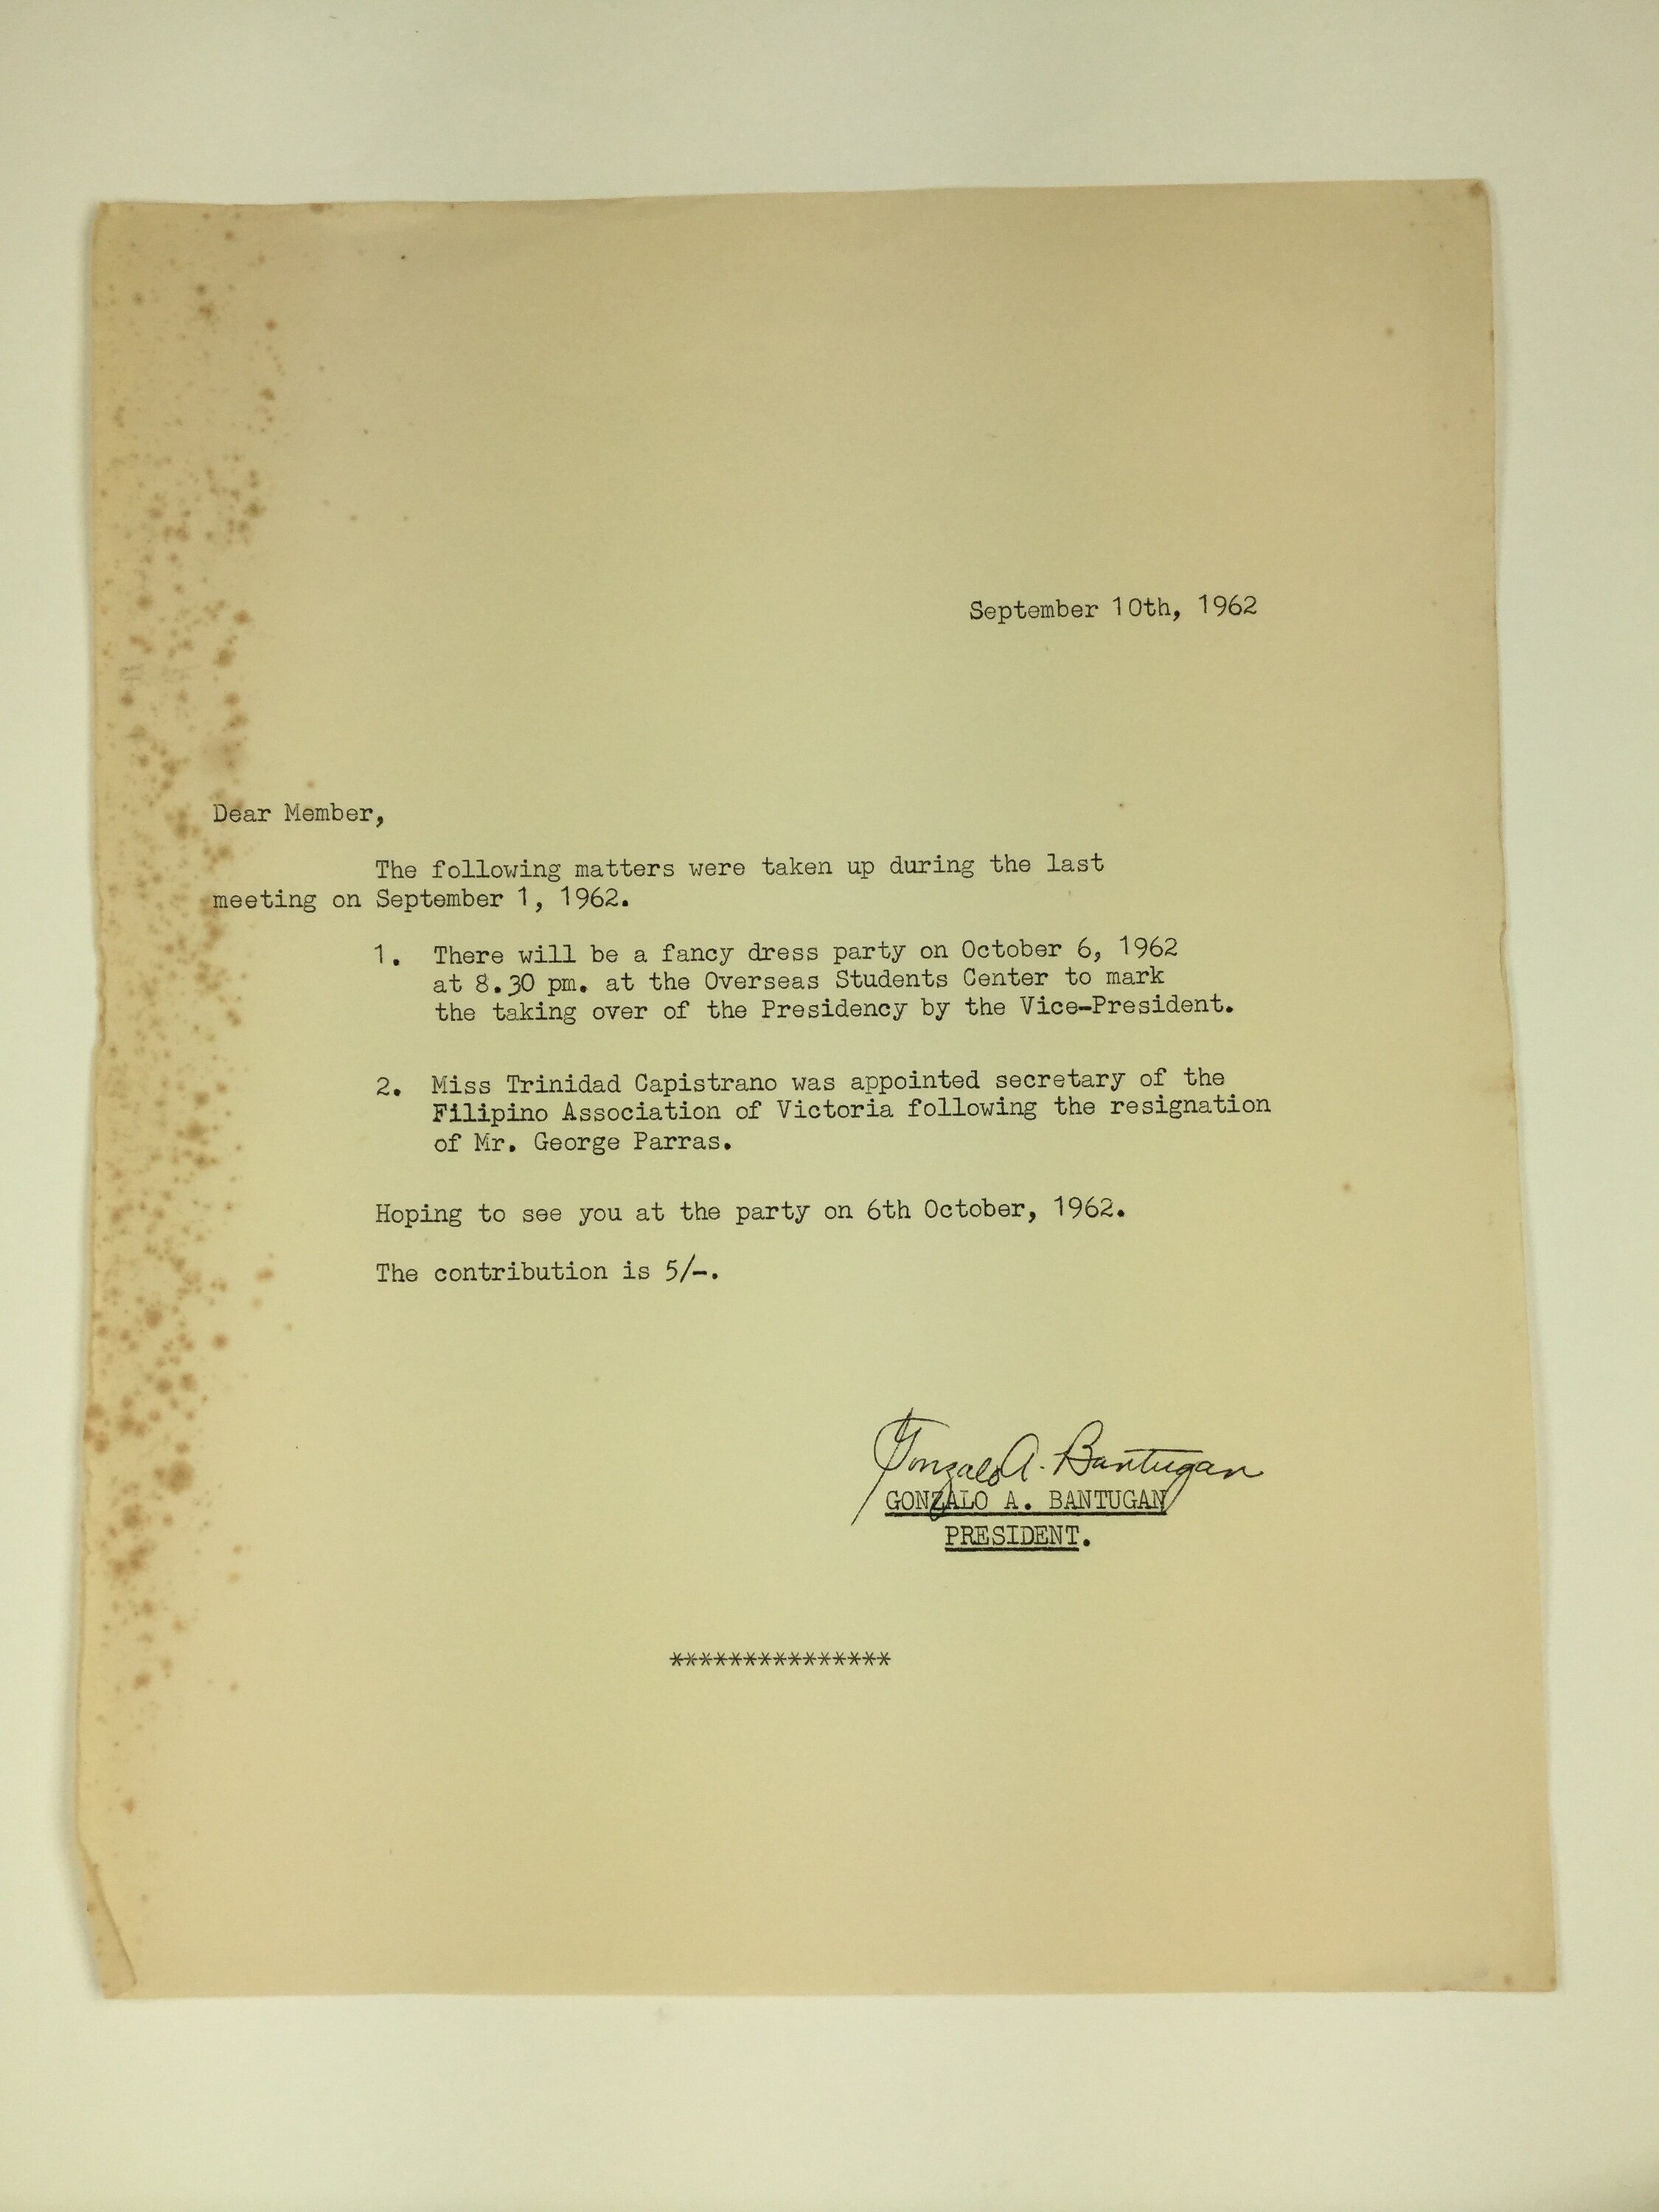 September 10th, 1962
Dear Member,
The following matters were taken up during the last
meeting on September 1, 1962.
1. There will be a fancy dress party on October 6, 1962
at 8.30 pm. at the Overseas Students Center to mark
the taking over of the Presidency by the Vice-President.
2. Miss Trinidad Capistrano was appointed secretary of the
Filipino Association of Victoria following the resignation
of Mr. George Parras.
Hoping to see you at the party on 6th October, 1962.
The contribution is 5/-.
Gonzalo A. Bantugan
GONZALO A. BANTUGAN
PRESIDENT.
***************